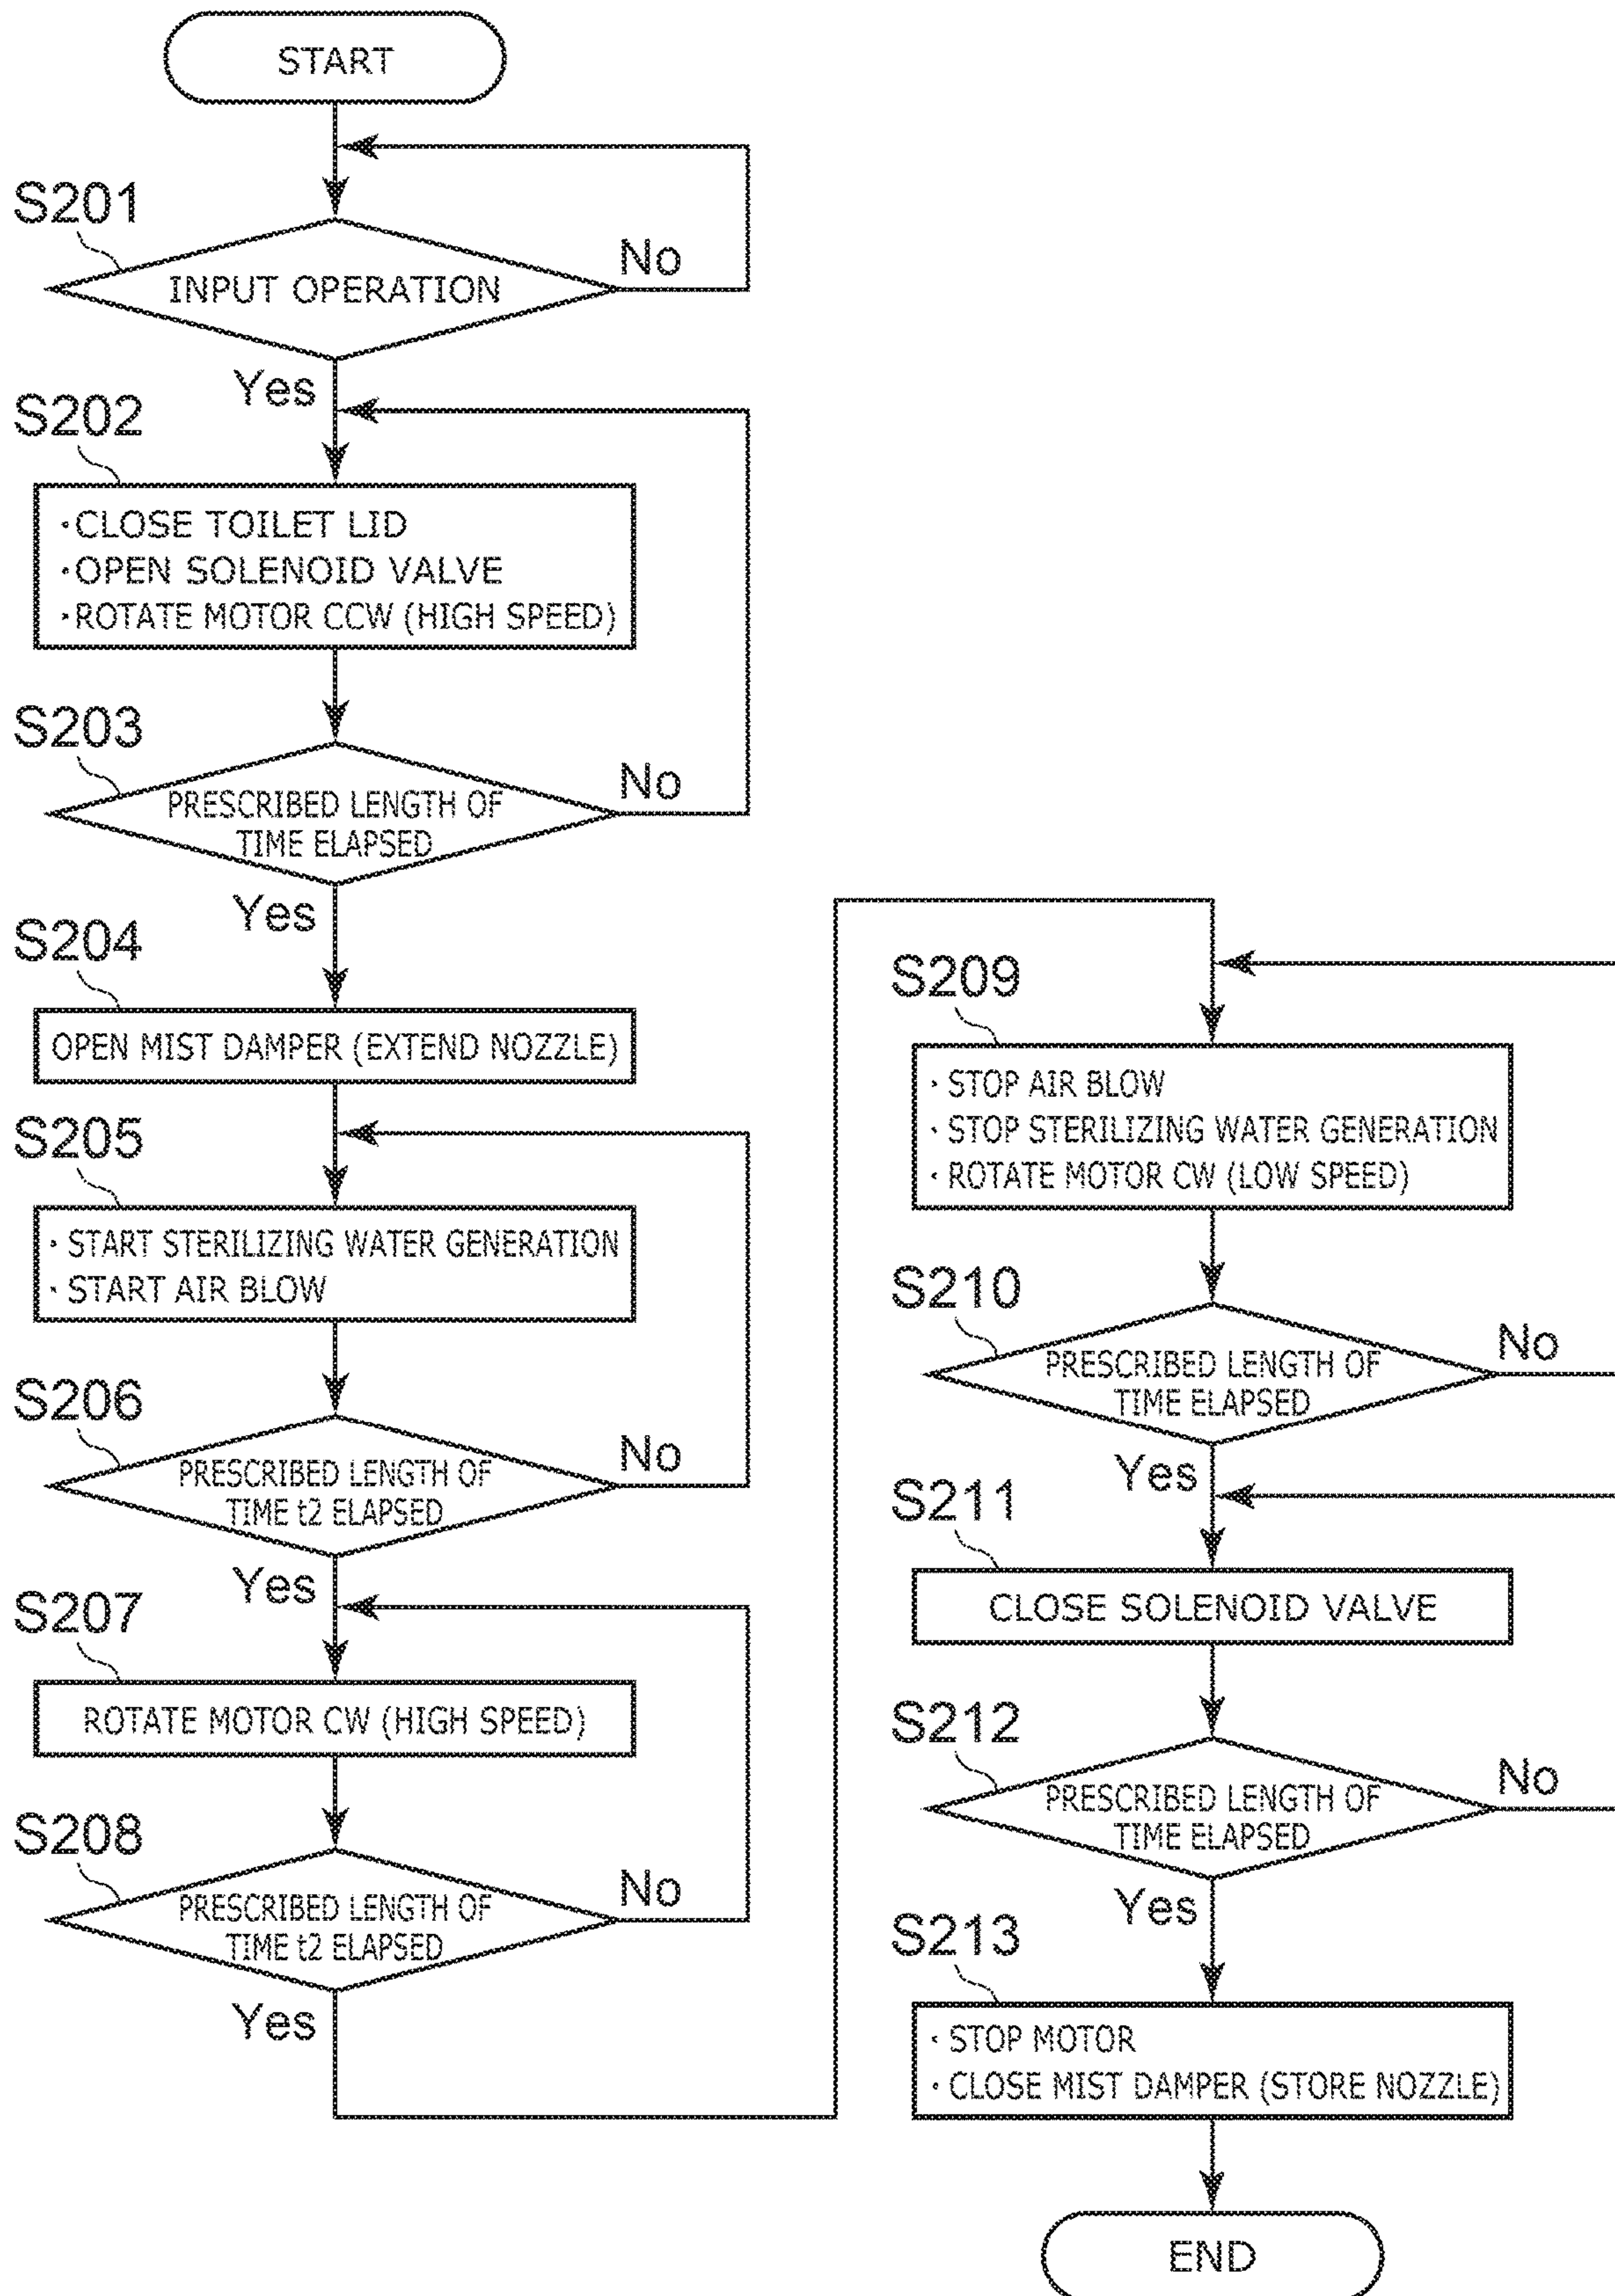 START
S201
INPUT OPERATION
No
Yes
S202
·CLOSE TOILET LID
·OPEN SOLENOID VALVE
·ROTATE MOTOR CCW (HIGH SPEED)
S203
PRESCRIBED LENGTH OF
TIME ELAPSED
No
Yes
S204
OPEN MIST DAMPER (EXTEND NOZZLE)
S205
· START STERILIZING WATER GENERATION
· START AIR BLOW
S206
PRESCRIBED LENGTH OF
TIME t2 ELAPSED
No
Yes
S207
ROTATE MOTOR CW (HIGH SPEED)
S208
PRESCRIBED LENGTH OF
TIME t2 ELAPSED
No
Yes
S209
· STOP AIR BLOW
· STOP STERILIZING WATER GENERATION
· ROTATE MOTOR CW (LOW SPEED)
S210
PRESCRIBED LENGTH OF
TIME ELAPSED
No
Yes
S211
CLOSE SOLENOID VALVE
S212
PRESCRIBED LENGTH OF
TIME ELAPSED
No
Yes
S213
· STOP MOTOR
· CLOSE MIST DAMPER (STORE NOZZLE)
END